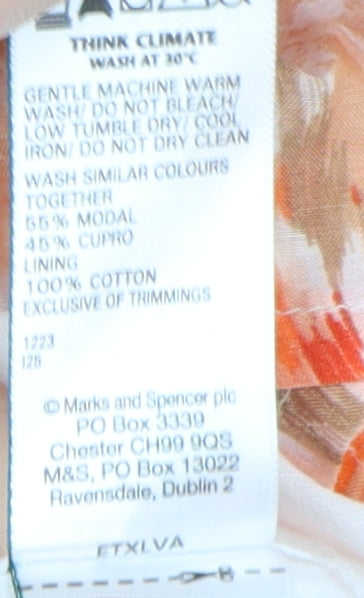 THINK CLIMATE
WASH AT 30°C
GENTLE MACHINE WARM
WASH/ DO NOT BLEACH/
LOW TUMBLE DRY/ COOL
IRON/ DO NOT DRY CLEAN
WASH SIMILAR COLOURS
TOGETHER
55% MODAL
45% CUPRO
LINING
100% COTTON
EXCLUSIVE OF TRIMMINGS
1223
I25
© Marks and Spencer plc
PO Box 3339
Chester CH99 9QS
M&S, PO Box 13022
Ravensdale, Dublin 2
ETXLVA